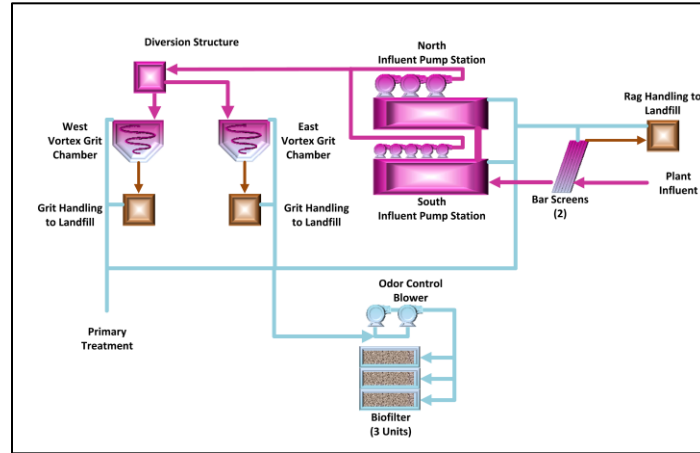 Diversion Structure
North
Influent Pump Station
Rag Handling to
Landfill
West
Vortex Grit
Chamber
East
Vortex Grit
Chamber
Plant
Influent
Bar Screens
(2)
South
Influent Pump Station
Grit Handling
to Landfill
Grit Handling
to Landfill
Odor Control
Blower
Primary
Treatment
Biofilter
(3 Units)